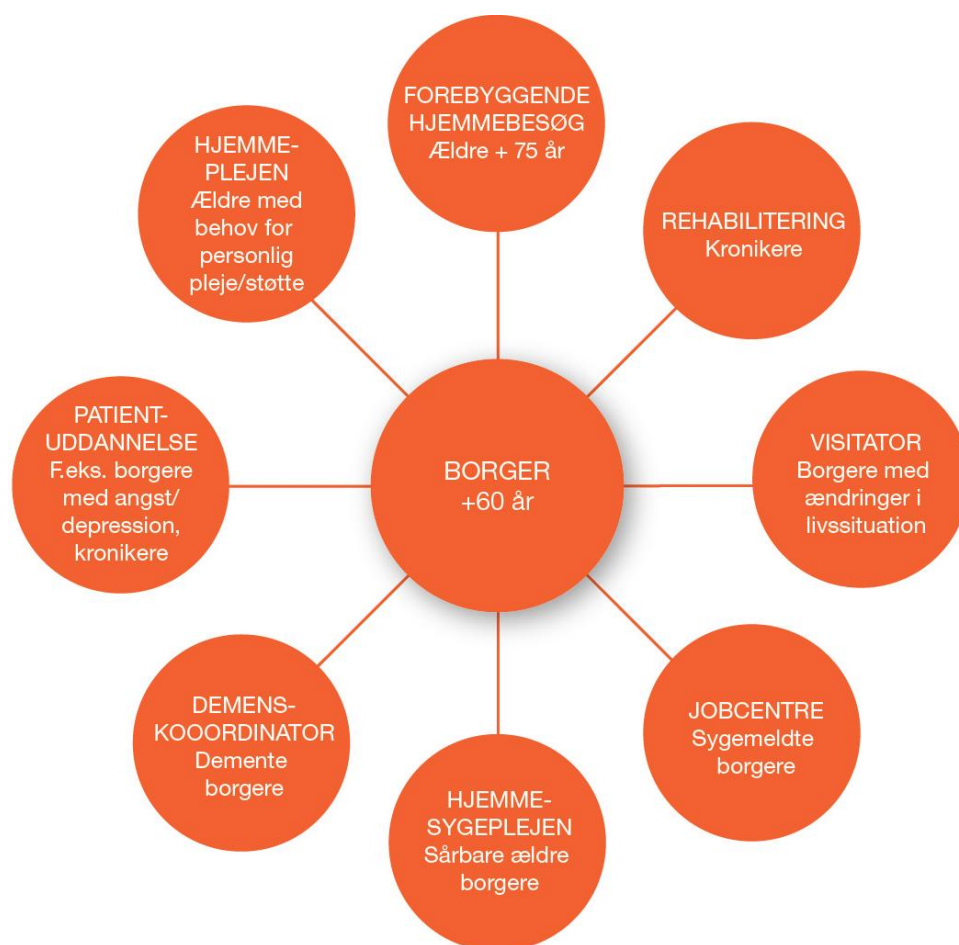 FOREBYGGENDE
HJEMMEBESØG
Ældre + 75 år
HJEMME-
PLEJEN
Ældre med
behov for
personlig
pleje/støtte
REHABILITERING
Kronikere
PATIENT-
UDDANNELSE
F.eks. borgere
med angst/
depression,
kronikere
BORGER
+60 år
VISITATOR
Borgere med
ændringer i
livssituation
DEMENS-
KOOORDINATOR
Demente
borgere
JOBCENTRE
Sygemeldte
borgere
HJEMME-
SYGEPLEJEN
Sårbare ældre
borgere